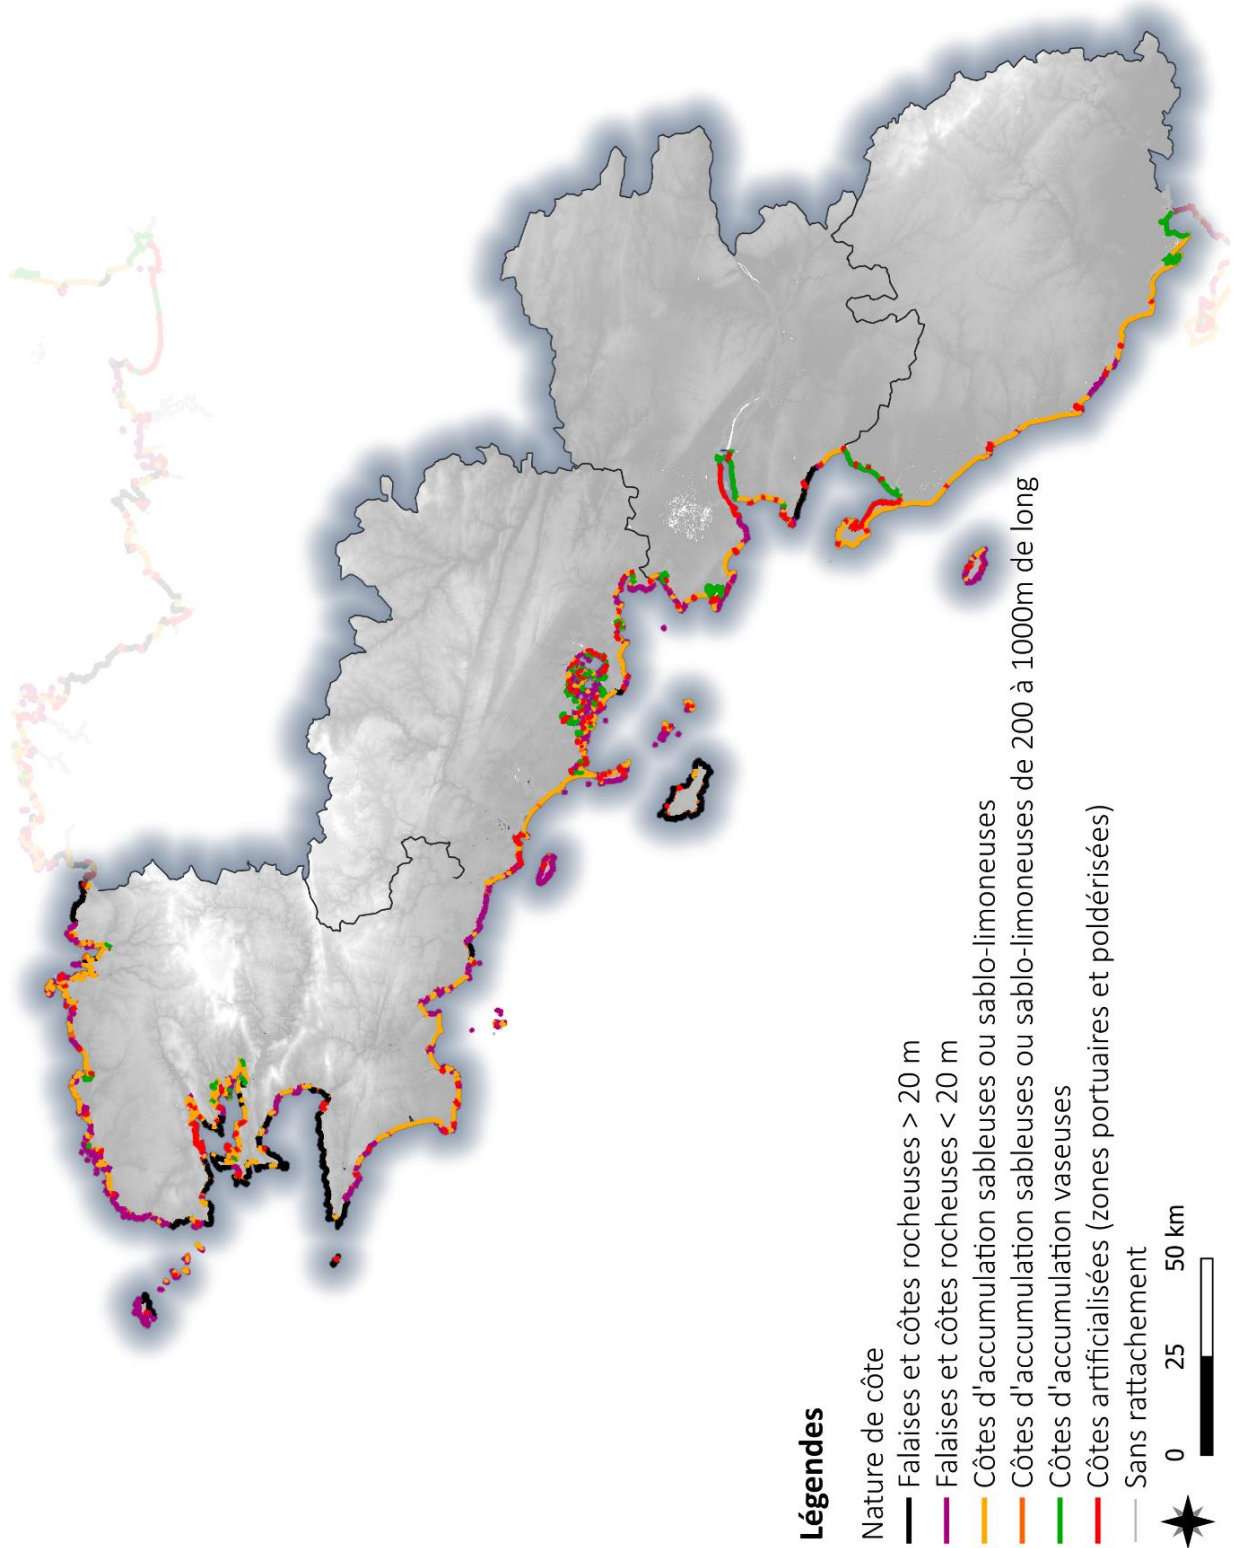 Légendes
Nature de côte
Falaises et côtes rocheuses > 20 m
Falaises et côtes rocheuses < 20 m
Côtes d'accumulation sableuses ou sablo-limoneuses
Côtes d'accumulation sableuses ou sablo-limoneuses de 200 à 1000m de long
Côtes d'accumulation vaseuses
Côtes artificialisées (zones portuaires et poldérisées)
Sans rattachement
0 25 50 km